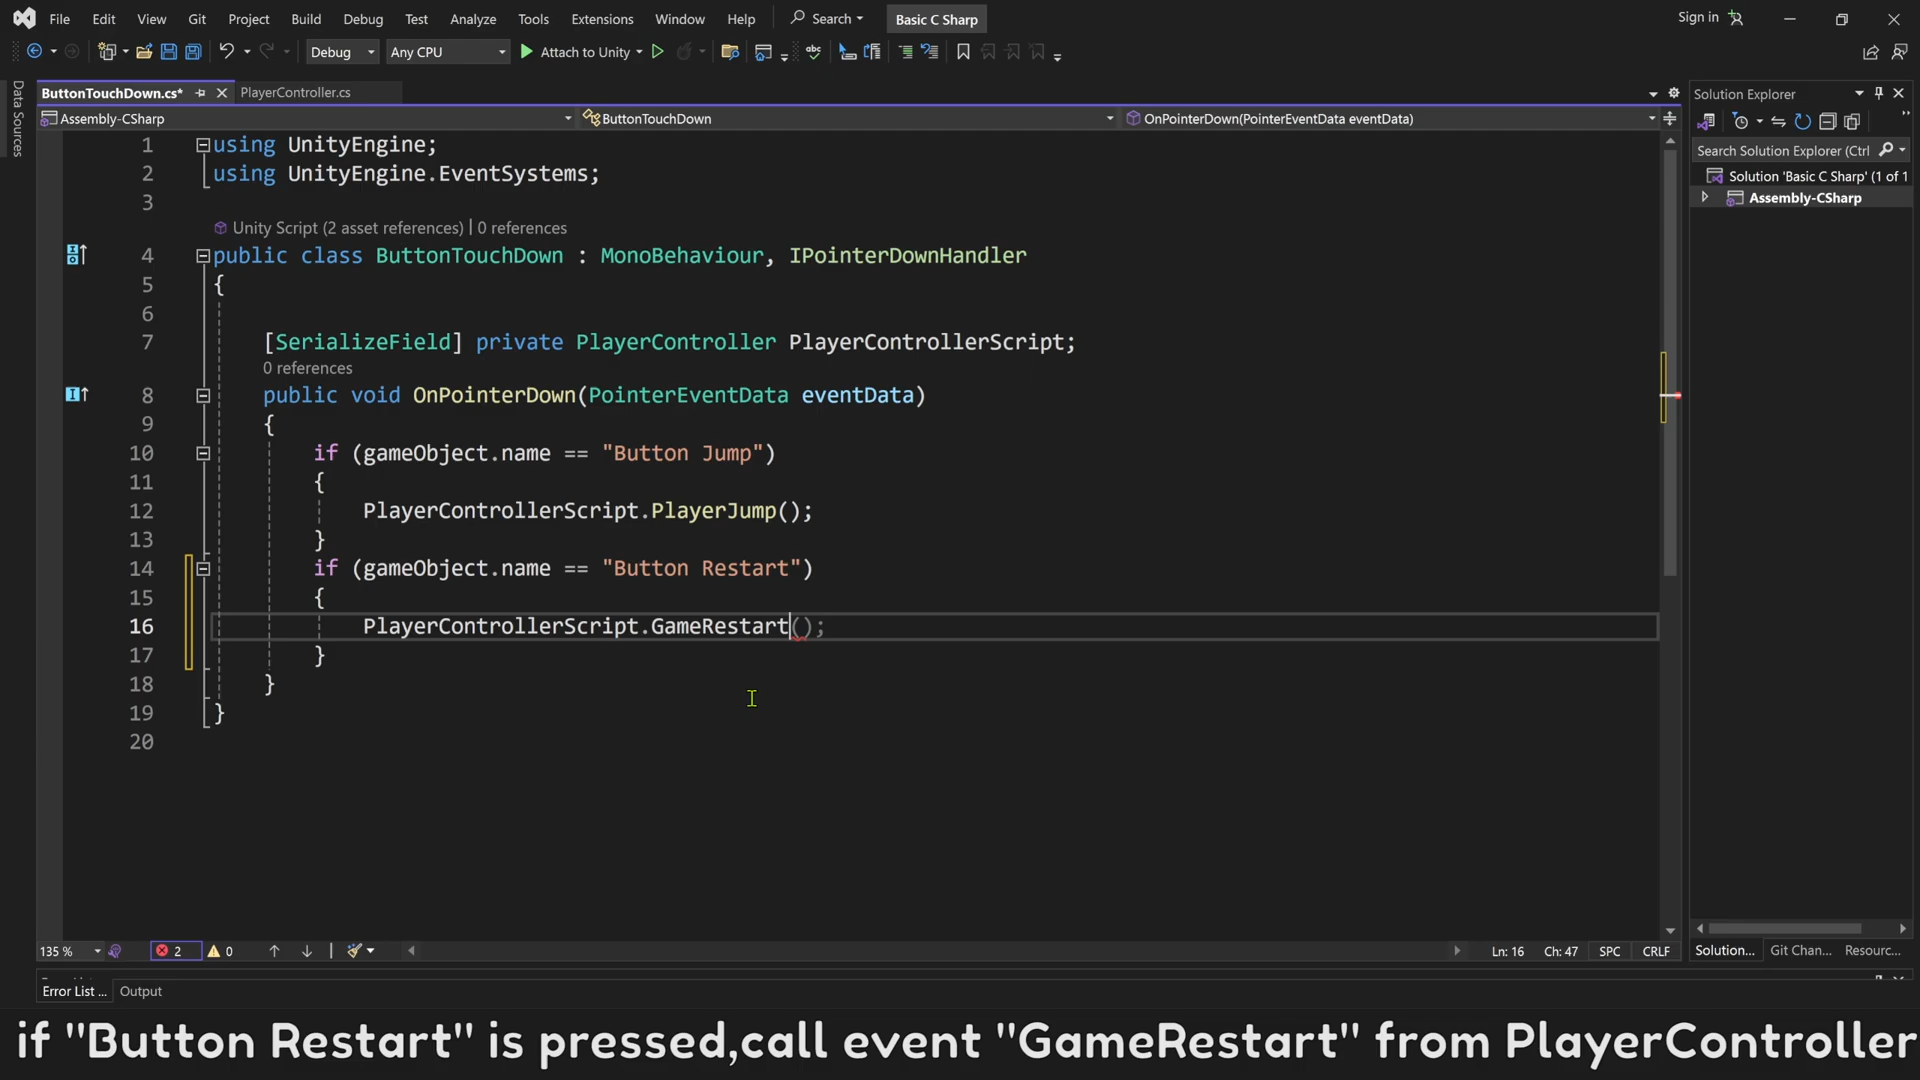 File Edit View Git Project Build Debug Test Analyze Tools Extensions Window Help Search Basic C Sharp Sign in
Debug Any CPU Attach to Unity
Data Sources
ButtonTouchDown.cs* PlayerController.cs
Assembly-CSharp ButtonTouchDown OnPointerDown(PointerEventData eventData)
1 using UnityEngine;
2 using UnityEngine.EventSystems;
3
Unity Script (2 asset references) | 0 references
4 public class ButtonTouchDown : MonoBehaviour, IPointerDownHandler
5 {
6
7 [SerializeField] private PlayerController PlayerControllerScript;
0 references
8 public void OnPointerDown(PointerEventData eventData)
9 {
10 if (gameObject.name == "Button Jump")
11 {
12 PlayerControllerScript.PlayerJump();
13 }
14 if (gameObject.name == "Button Restart")
15 {
16 PlayerControllerScript.GameRestart();
17 }
18 }
19 }
20
Solution Explorer
Search Solution Explorer (Ctrl
Solution 'Basic C Sharp' (1 of 1
Assembly-CSharp
135 % 2 0 Ln: 16 Ch: 47 SPC CRLF
Solution... Git Chan... Resourc...
Error List ... Output
if "Button Restart" is pressed,call event "GameRestart" from PlayerController